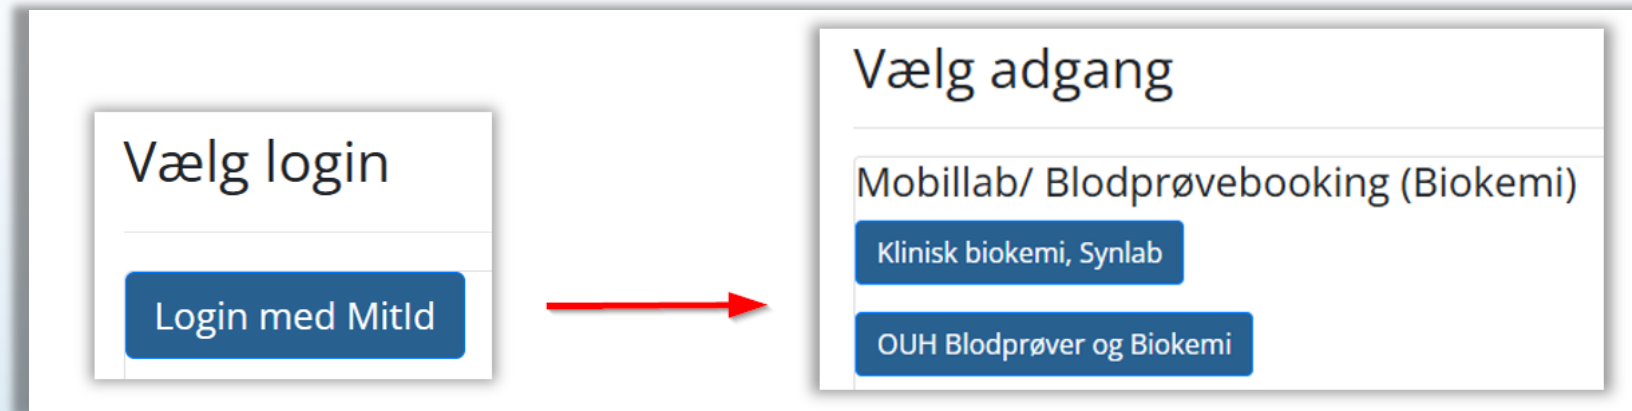 Vælg login
Login med MitId
Vælg adgang
Mobillab/ Blodprøvebooking (Biokemi)
Klinisk biokemi, Synlab
OUH Blodprøver og Biokemi